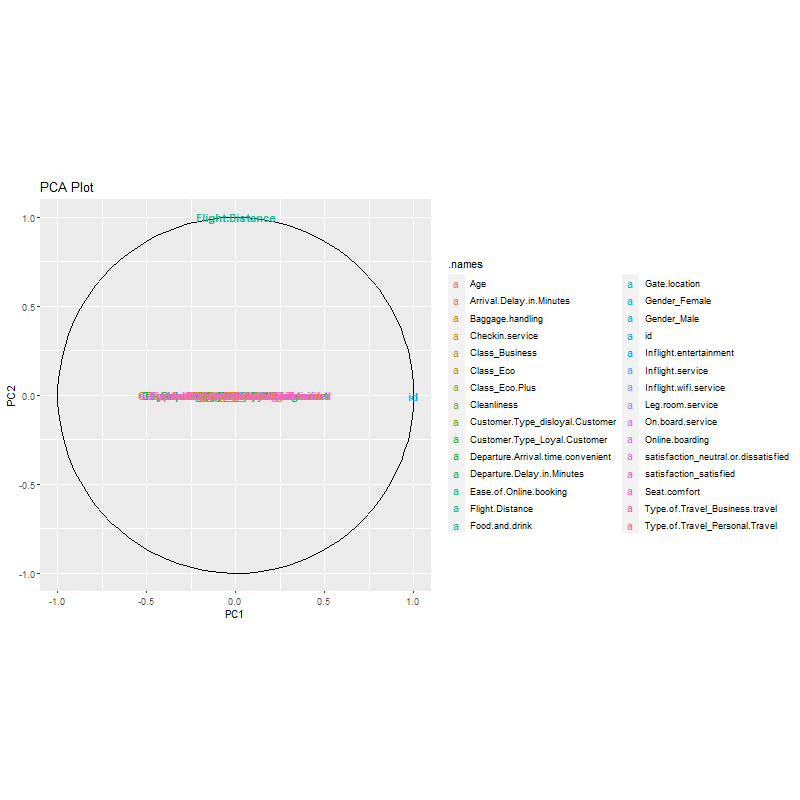 PCA Plot
1.0
0.5
0.0
-0.5
-1.0
PC2
Flight.Distance
id
-1.0 -0.5 0.0 0.5 1.0
PC1
.names
a Age a Gate.location
a Arrival.Delay.in.Minutes a Gender_Female
a Baggage.handling a Gender_Male
a Checkin.service a id
a Class_Business a Inflight.entertainment
a Class_Eco a Inflight.service
a Class_Eco.Plus a Inflight.wifi.service
a Cleanliness a Leg.room.service
a Customer.Type_disloyal.Customer a On.board.service
a Customer.Type_Loyal.Customer a Online.boarding
a Departure.Arrival.time.convenient a satisfaction_neutral.or.dissatisfied
a Departure.Delay.in.Minutes a satisfaction_satisfied
a Ease.of.Online.booking a Seat.comfort
a Flight.Distance a Type.of.Travel_Business.travel
a Food.and.drink a Type.of.Travel_Personal.Travel